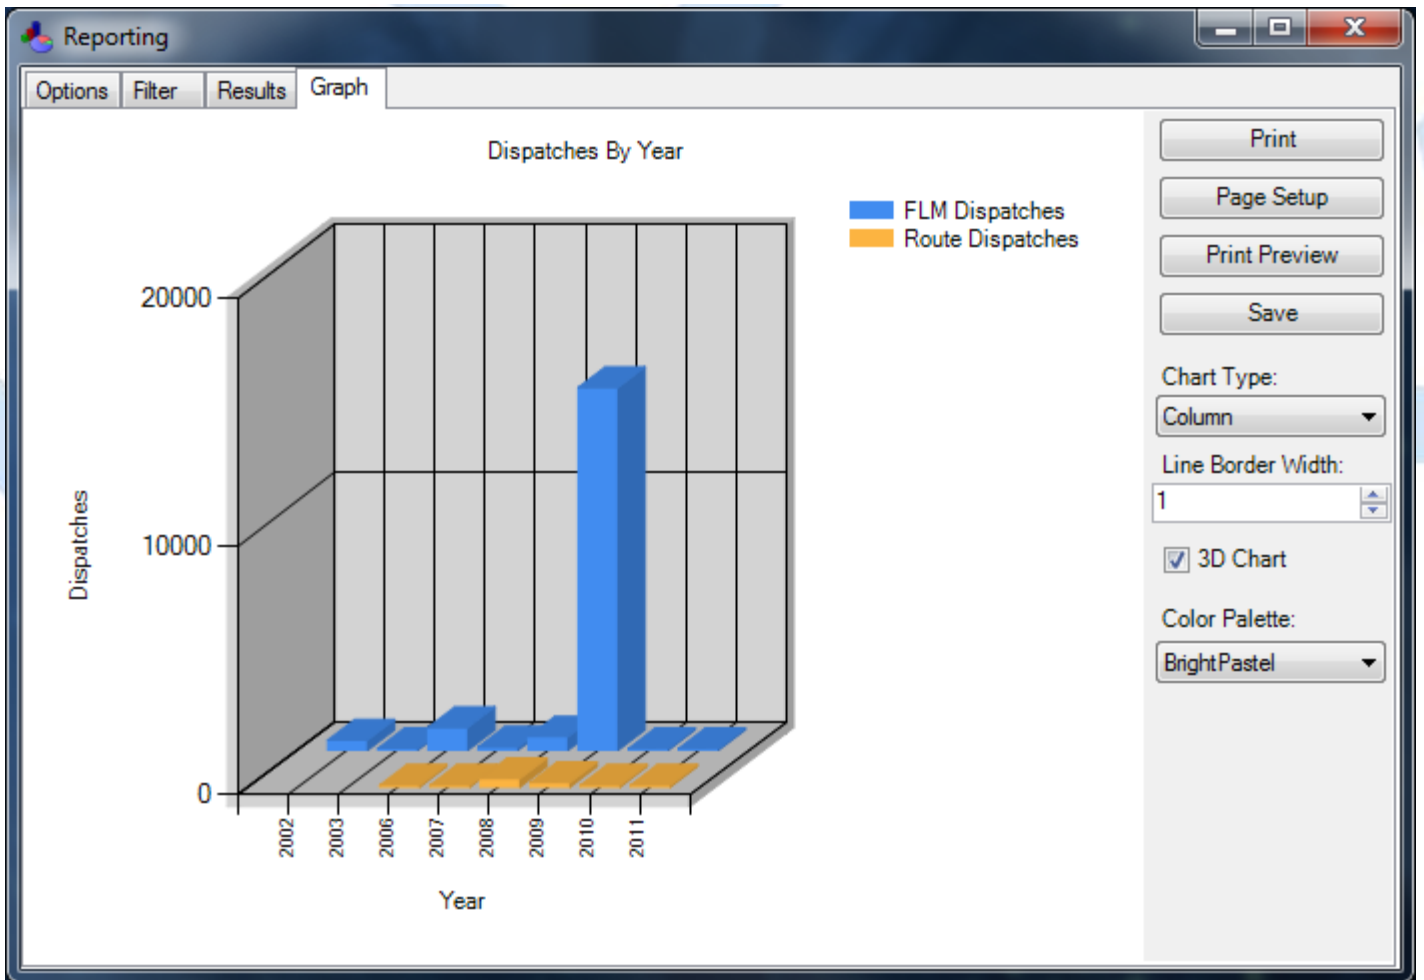 Reporting
Options Filter Results Graph
Dispatches By Year
FLM Dispatches
Route Dispatches
20000
10000
0
Dispatches
2002 2003 2006 2007 2008 2009 2010 2011
Year
Print
Page Setup
Print Preview
Save
Chart Type:
Column
Line Border Width:
1
3D Chart
Color Palette:
BrightPastel